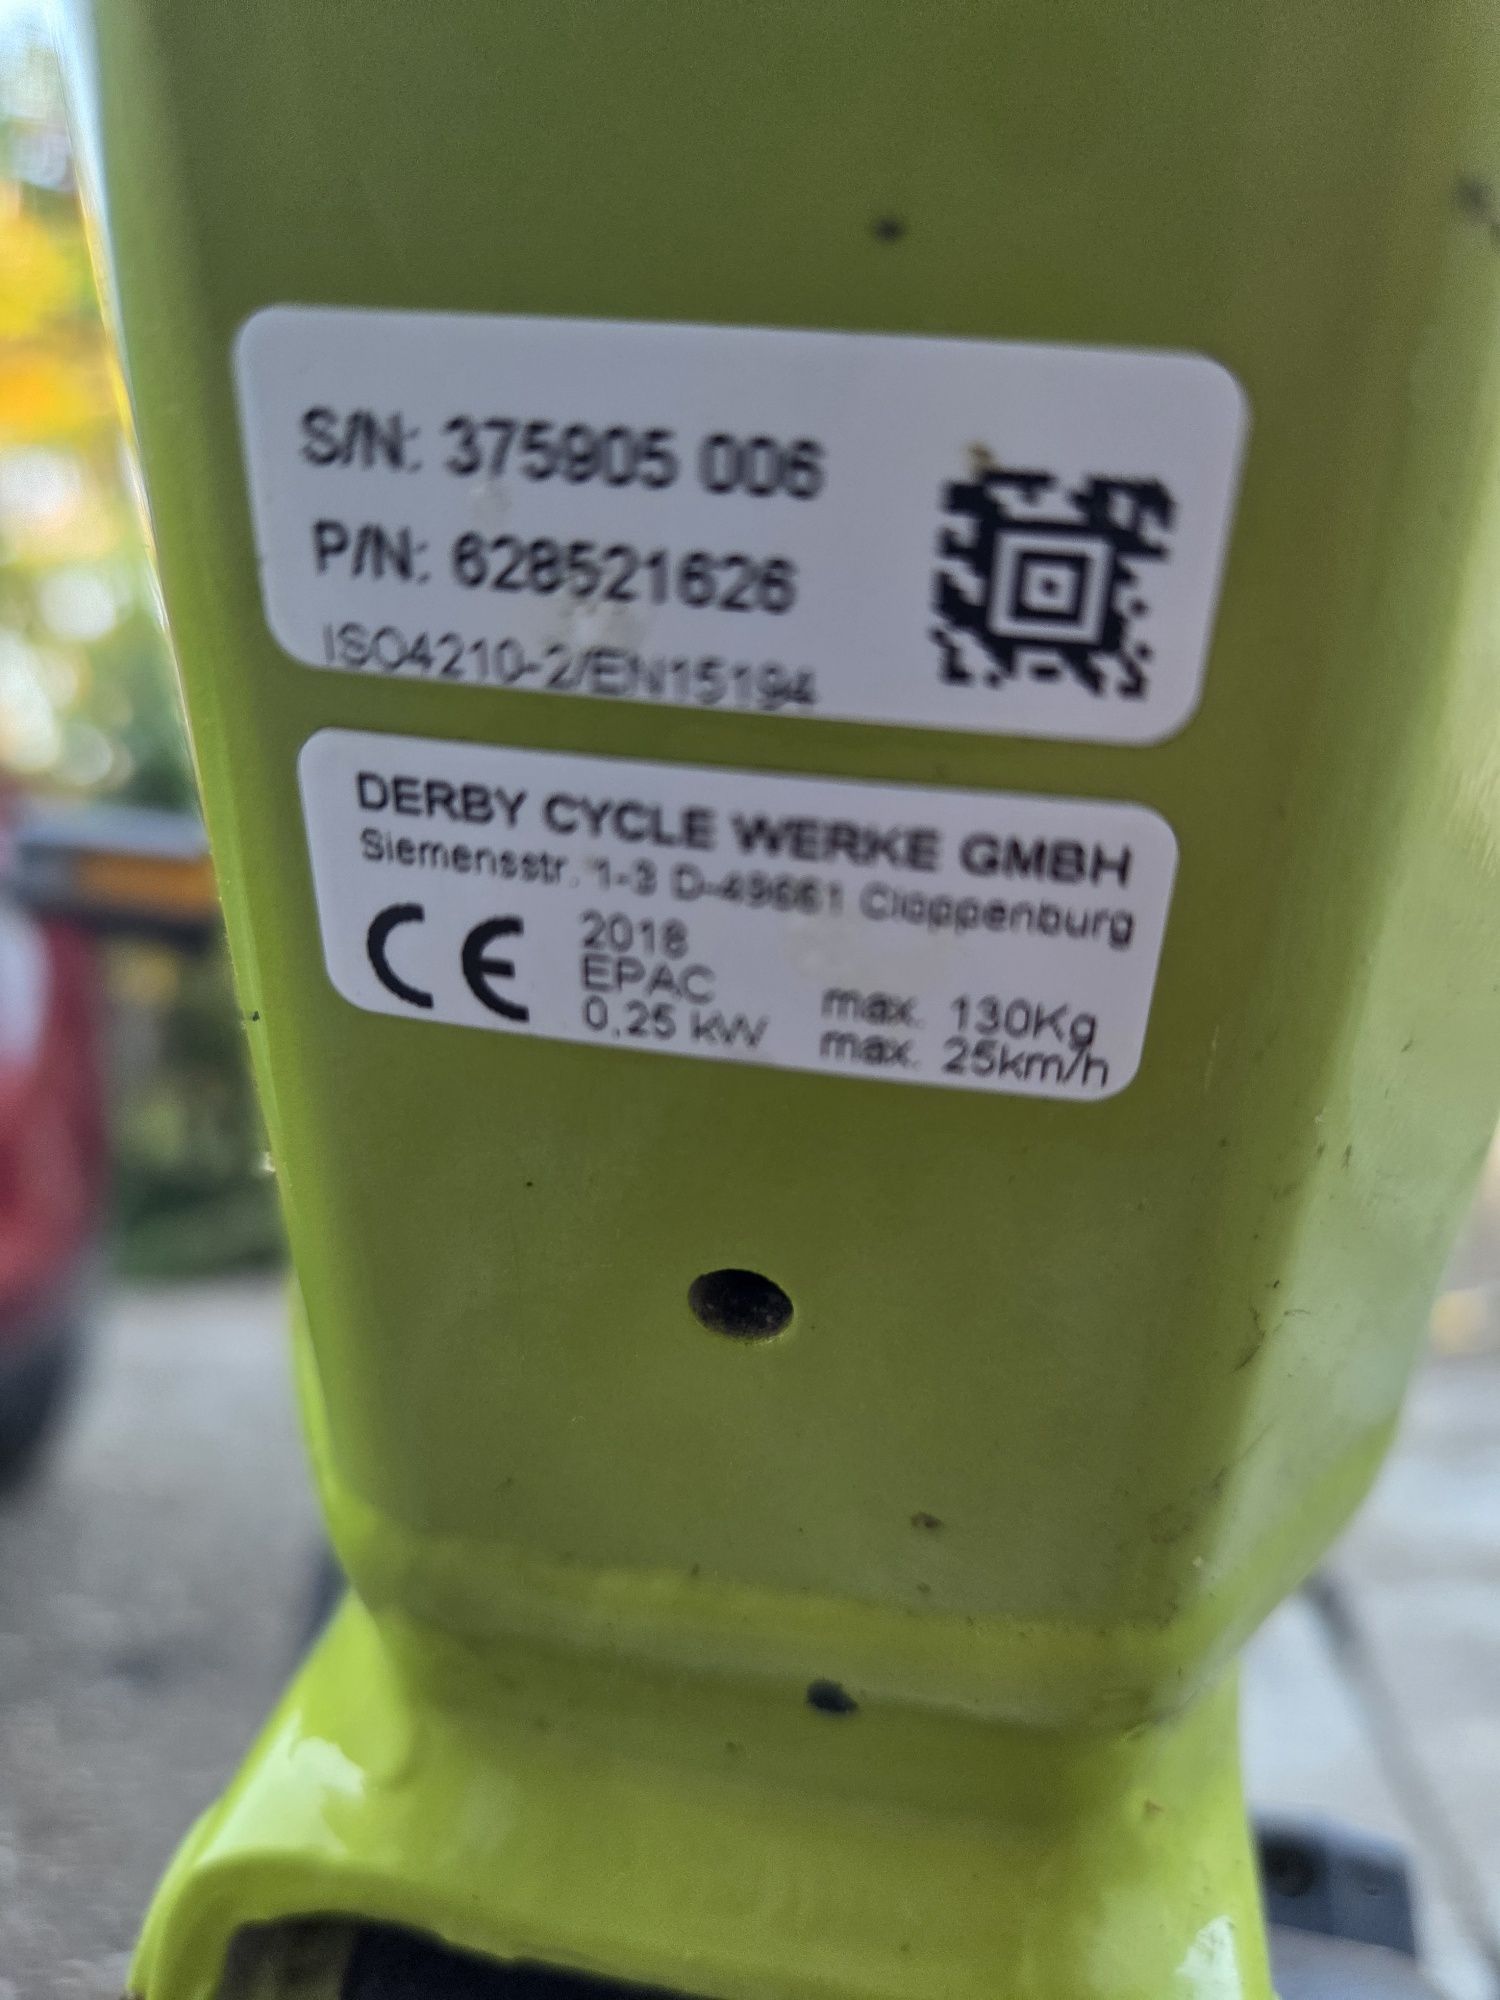 S/N: 375905 006
P/N: 628521626
ISO4210-2/EN15194
DERBY CYCLE WERKE GMBH
Siemensstr. 1-3 D-49661 Cloppenburg
CE
2018
EPAC
0,25 kW
max. 130Kg
max. 25km/h